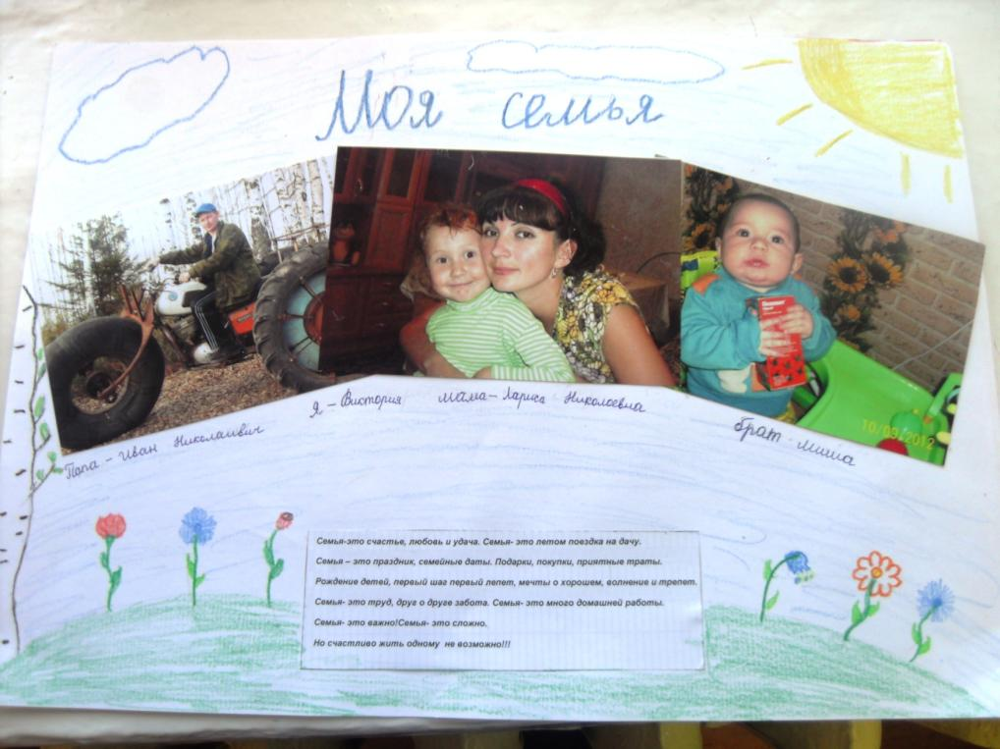 Моя семья
Папа - Иван Николаивич
Я - Виктория
мама - Лариса Николаевна
брат - миша
10/09/2012
Семья-это счастье, любовь и удача. Семья- это летом поездка на дачу.
Семья – это праздник, семейные даты. Подарки, покупки, приятные траты.
Рождение детей, первый шаг первый лепет, мечты о хорошем, волнение и трепет.
Семья- это труд, друг о друге забота. Семья- это много домашней работы.
Семья- это важно!Семья- это сложно.
Но счастливо жить одному не возможно!!!